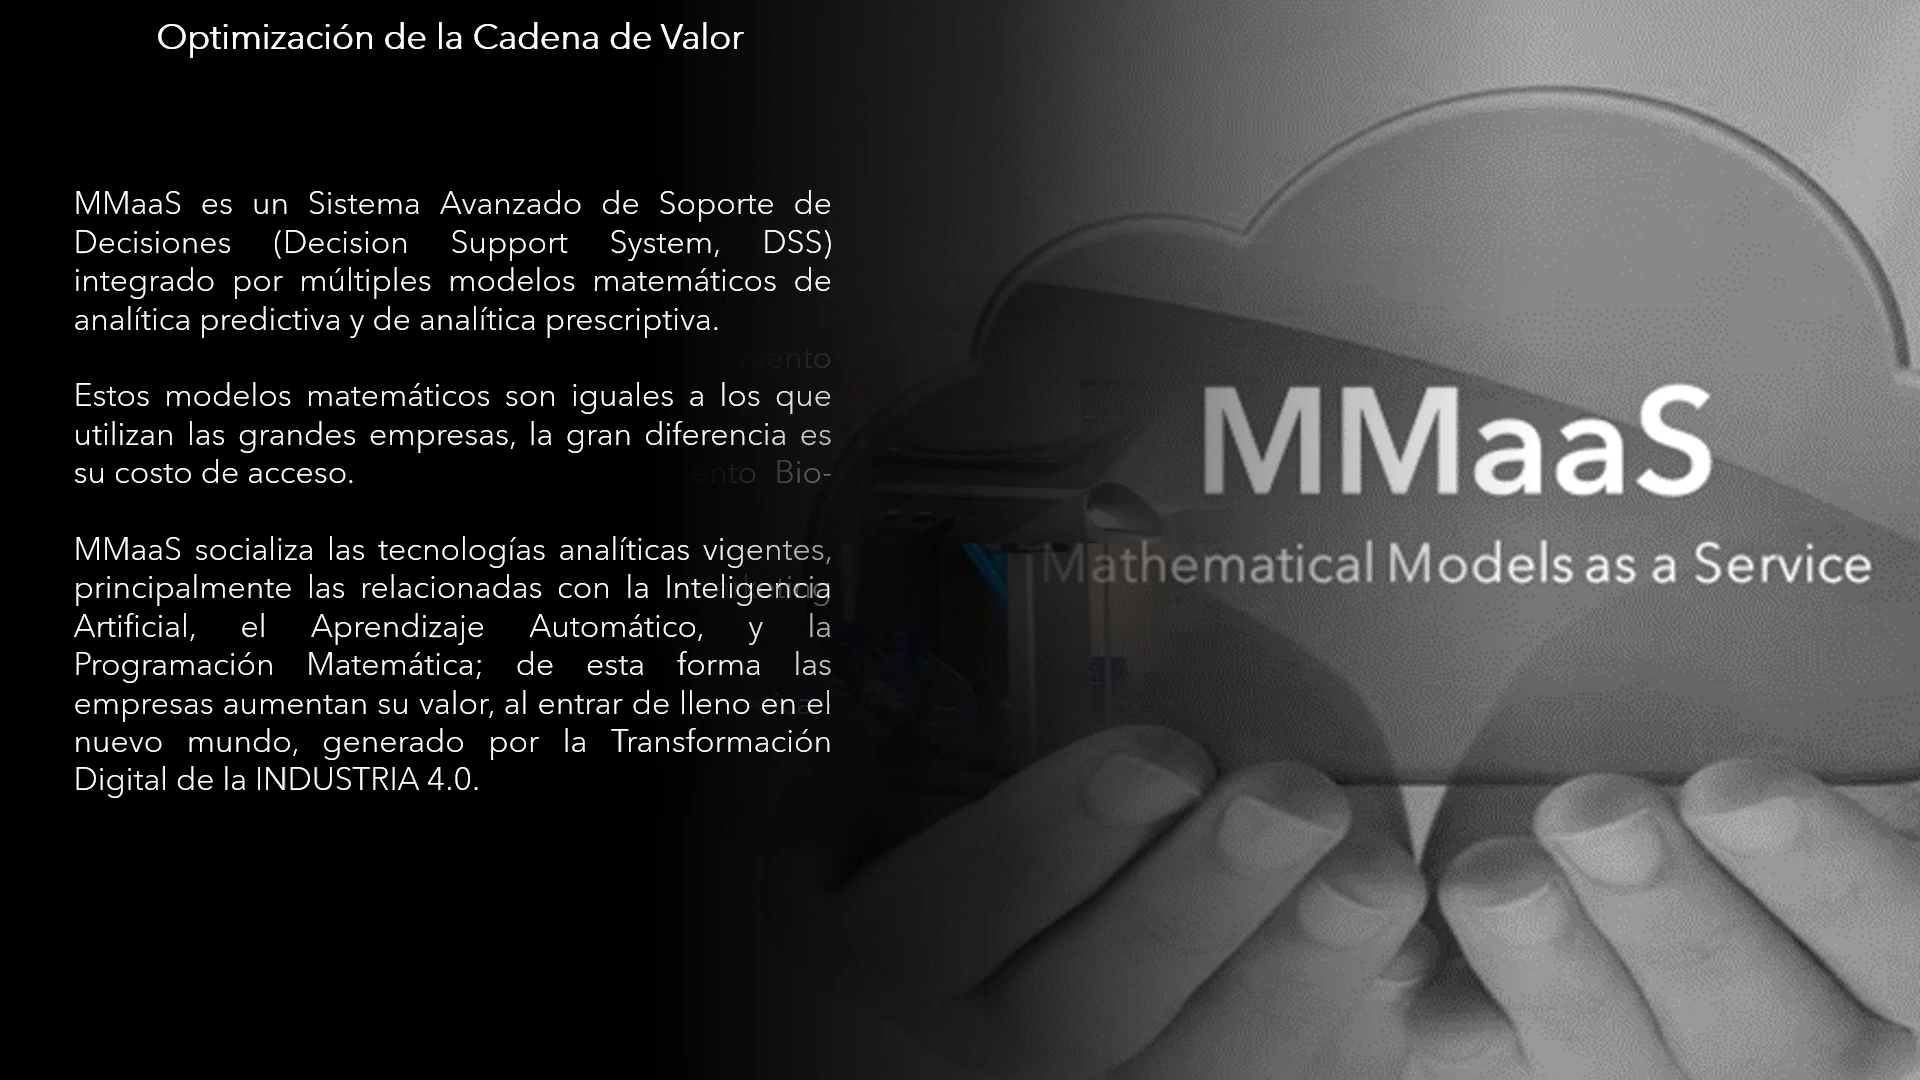 Optimización de la Cadena de Valor
MMaaS es un Sistema Avanzado de Soporte de
Decisiones (Decision Support System, DSS)
integrado por múltiples modelos matemáticos de
analítica predictiva y de analítica prescriptiva.
Estos modelos matemáticos son iguales a los que
utilizan las grandes empresas, la gran diferencia es
su costo de acceso.
Bio-
MMaaS socializa las tecnologías analíticas vigentes,
principalmente las relacionadas con la Inteligencia
Artificial, el Aprendizaje Automático, y la
Programación Matemática; de esta forma las
empresas aumentan su valor, al entrar de lleno en el
nuevo mundo, generado por la Transformación
Digital de la INDUSTRIA 4.0.
MMaaS
Mathematical Models as a Service